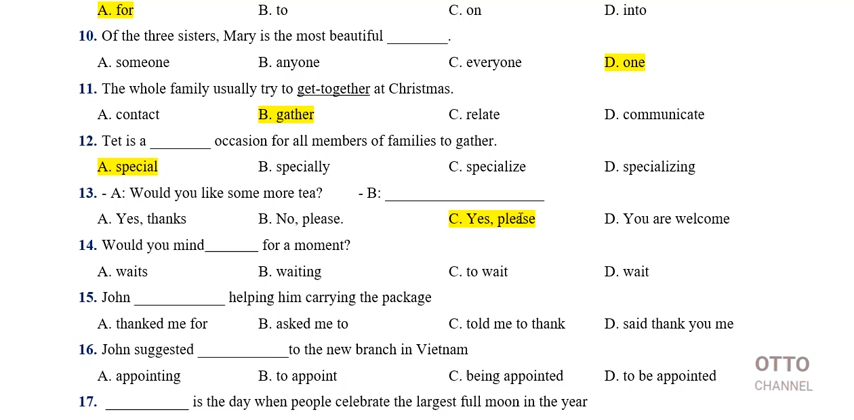 A. for B. to C. on D. into
10. Of the three sisters, Mary is the most beautiful ________.
A. someone B. anyone C. everyone D. one
11. The whole family usually try to get-together at Christmas.
A. contact B. gather C. relate D. communicate
12. Tet is a ________ occasion for all members of families to gather.
A. special B. specially C. specialize D. specializing
13. - A: Would you like some more tea? - B: _____________________
A. Yes, thanks B. No, please. C. Yes, please D. You are welcome
14. Would you mind_______ for a moment?
A. waits B. waiting C. to wait D. wait
15. John ____________ helping him carrying the package
A. thanked me for B. asked me to C. told me to thank D. said thank you me
16. John suggested ____________to the new branch in Vietnam
A. appointing B. to appoint C. being appointed D. to be appointed
17. ___________ is the day when people celebrate the largest full moon in the year
OTTO
CHANNEL